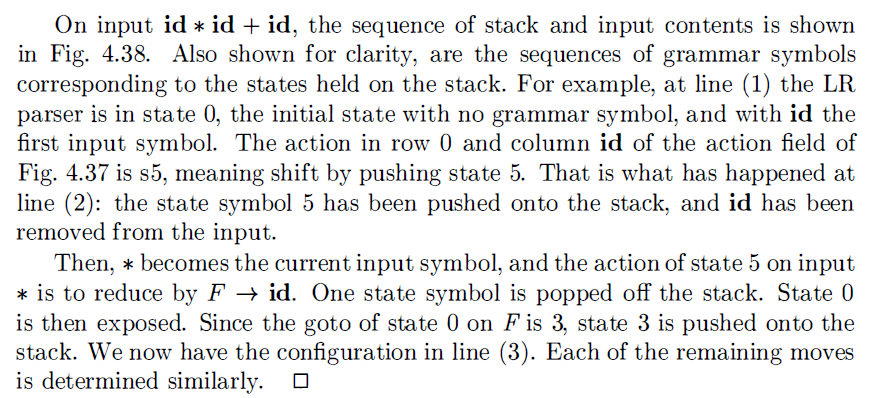 On input id * id + id, the sequence of stack and input contents is shown
in Fig. 4.38. Also shown for clarity, are the sequences of grammar symbols
corresponding to the states held on the stack. For example, at line (1) the LR
parser is in state 0, the initial state with no grammar symbol, and with id the
first input symbol. The action in row 0 and column id of the action field of
Fig. 4.37 is s5, meaning shift by pushing state 5. That is what has happened at
line (2): the state symbol 5 has been pushed onto the stack, and id has been
removed from the input.
Then, * becomes the current input symbol, and the action of state 5 on input
* is to reduce by F → id. One state symbol is popped off the stack. State 0
is then exposed. Since the goto of state 0 on F is 3, state 3 is pushed onto the
stack. We now have the configuration in line (3). Each of the remaining moves
is determined similarly. □